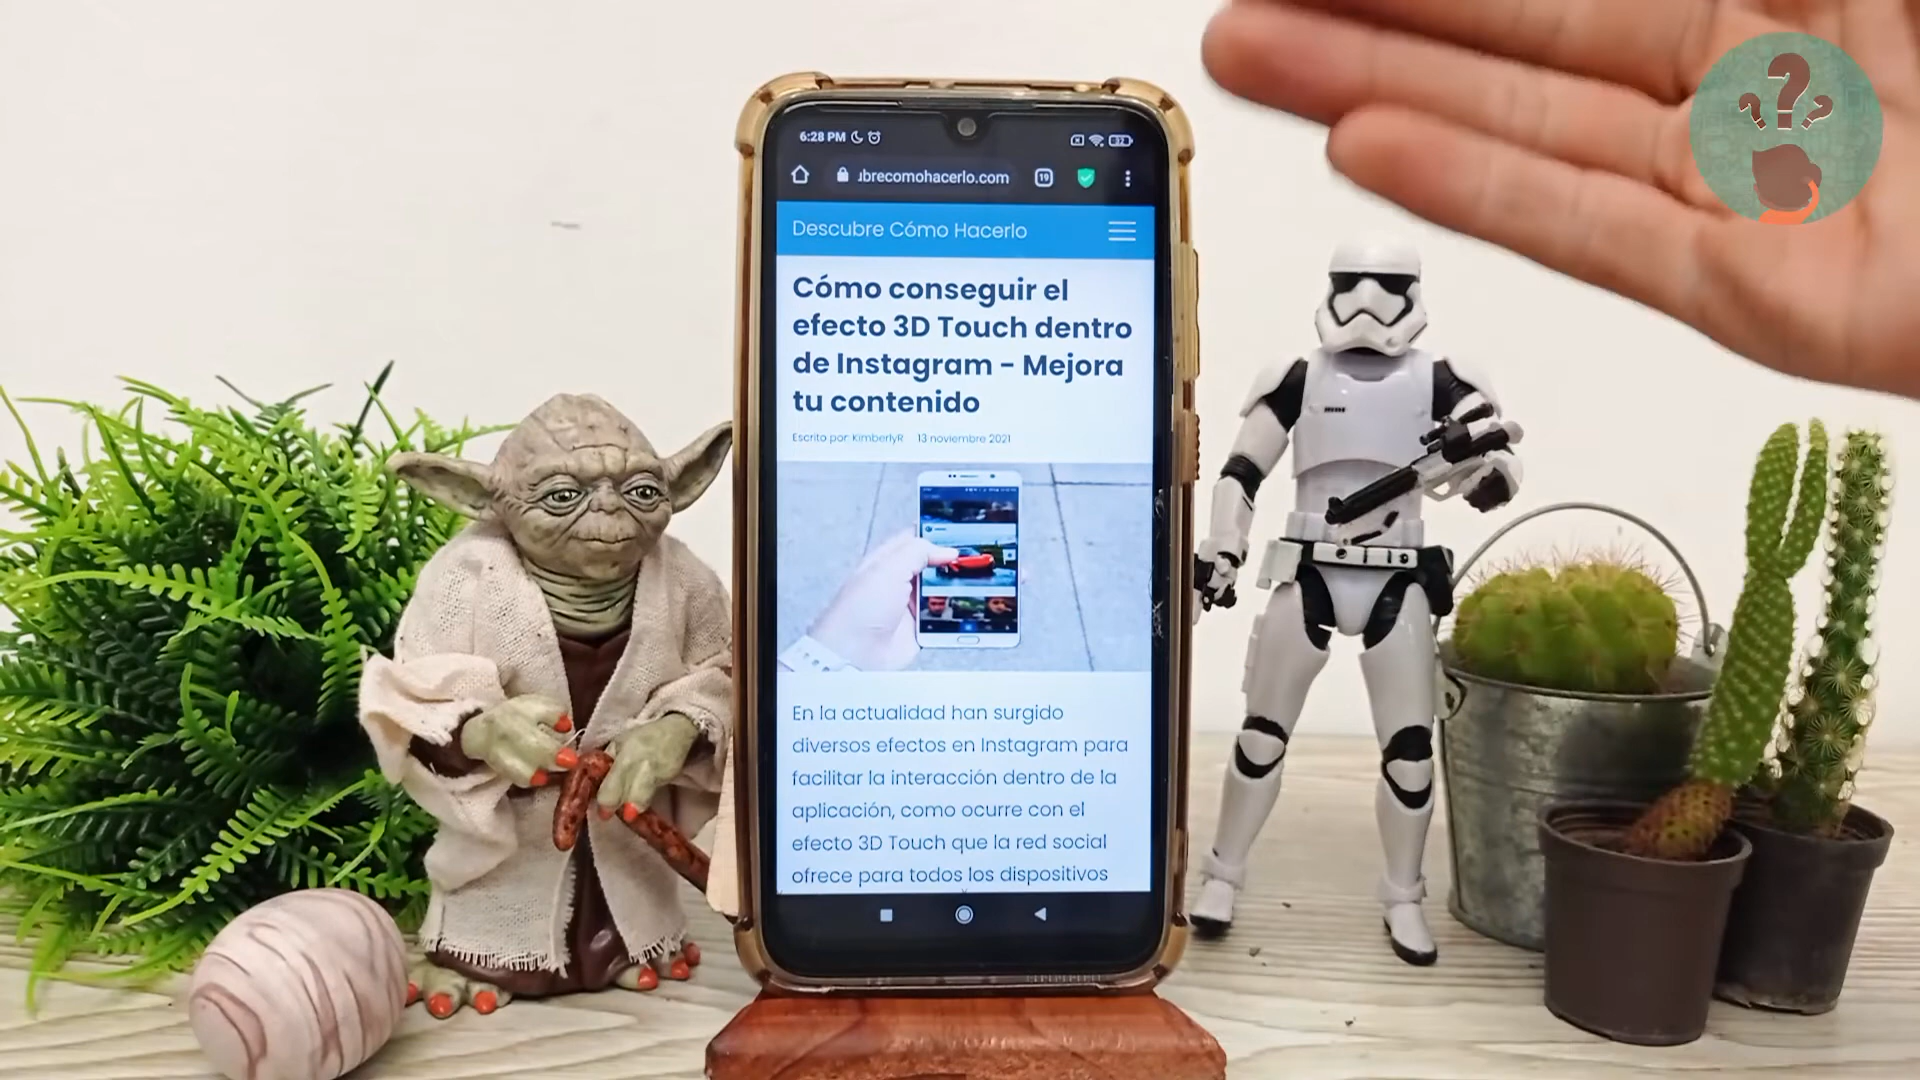 6:28 PM
32
ubrecomohacerlo.com
19
Descubre Cómo Hacerlo
Cómo conseguir el
efecto 3D Touch dentro
de Instagram - Mejora
tu contenido
Escrito por: KimberlyR 13 noviembre 2021
En la actualidad han surgido
diversos efectos en Instagram para
facilitar la interacción dentro de la
aplicación, como ocurre con el
efecto 3D Touch que la red social
ofrece para todos los dispositivos